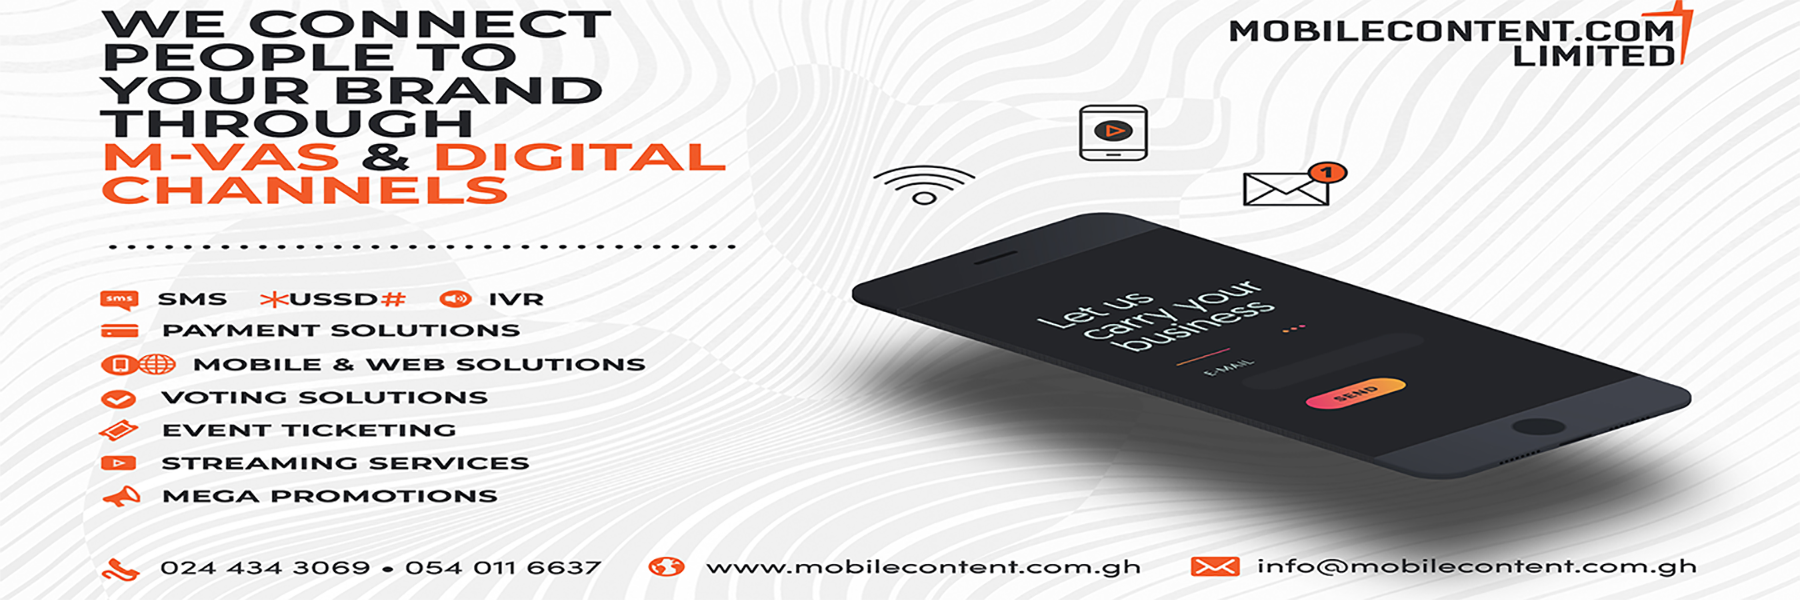 WE CONNECT
PEOPLE TO
YOUR BRAND
THROUGH
M-VAS & DIGITAL
CHANNELS
sms SMS *USSD# IVR
PAYMENT SOLUTIONS
MOBILE & WEB SOLUTIONS
VOTING SOLUTIONS
EVENT TICKETING
STREAMING SERVICES
MEGA PROMOTIONS
MOBILECONTENT.COM
LIMITED
1
Let us
carry your
business
E-MAIL
SEND
024 434 3069 • 054 011 6637
www.mobilecontent.com.gh
info@mobilecontent.com.gh